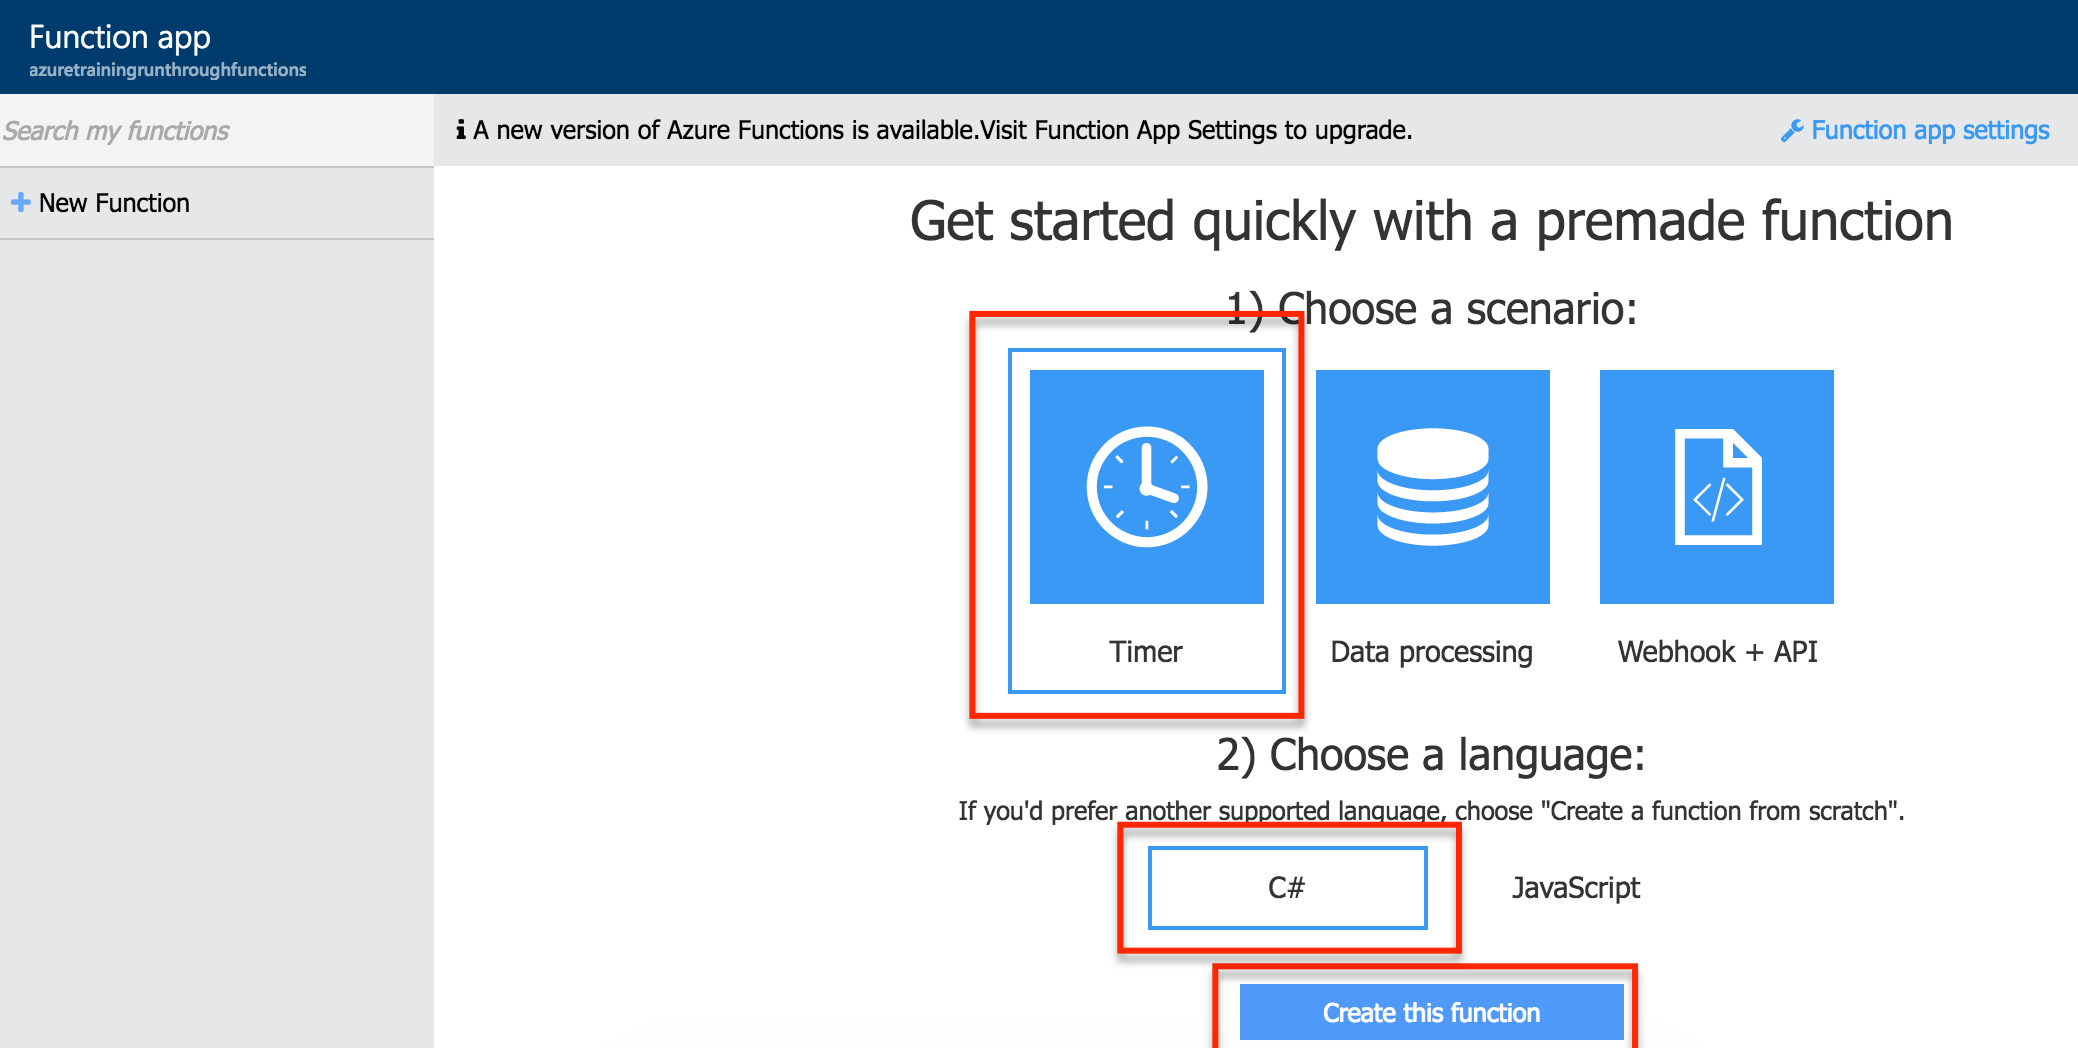 Function app
azuretrainingrunthroughfunctions
Search my functions
New Function
A new version of Azure Functions is available.Visit Function App Settings to upgrade.
Function app settings
Get started quickly with a premade function
1) Choose a scenario:
Timer
Data processing
Webhook + API
2) Choose a language:
If you'd prefer another supported language, choose "Create a function from scratch".
C#
JavaScript
Create this function